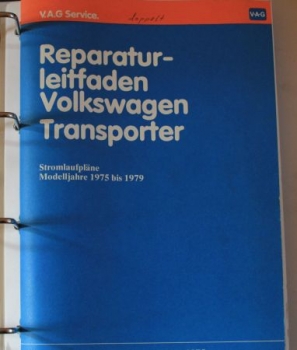 V.A.G Service.
V·A·G
Reparatur-
leitfaden
Volkswagen
Transporter
Stromlaufpläne
Modelljahre 1975 bis 1979